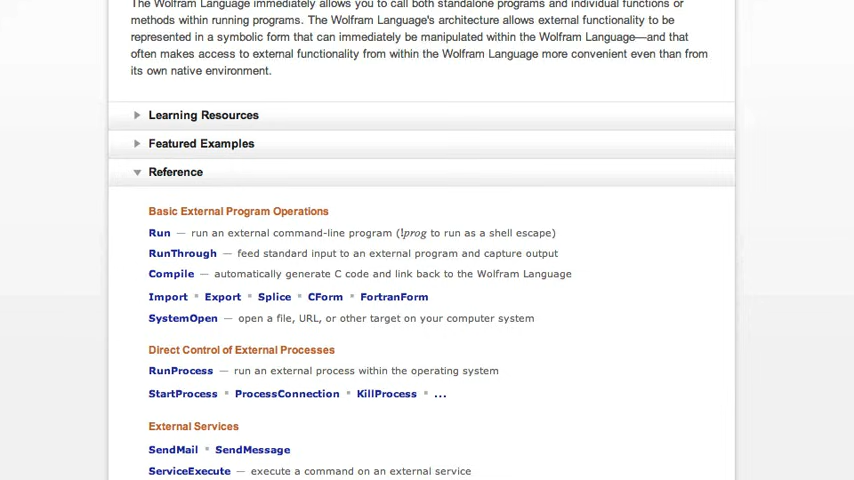 The Wolfram Language immediately allows you to call both standalone programs and individual functions or
methods within running programs. The Wolfram Language's architecture allows external functionality to be
represented in a symbolic form that can immediately be manipulated within the Wolfram Language—and that
often makes access to external functionality from within the Wolfram Language more convenient even than from
its own native environment.
Learning Resources
Featured Examples
Reference
Basic External Program Operations
Run — run an external command-line program (!prog to run as a shell escape)
RunThrough — feed standard input to an external program and capture output
Compile — automatically generate C code and link back to the Wolfram Language
Import ▪ Export ▪ Splice ▪ CForm ▪ FortranForm
SystemOpen — open a file, URL, or other target on your computer system
Direct Control of External Processes
RunProcess — run an external process within the operating system
StartProcess ▪ ProcessConnection ▪ KillProcess ▪ ...
External Services
SendMail ▪ SendMessage
ServiceExecute — execute a command on an external service